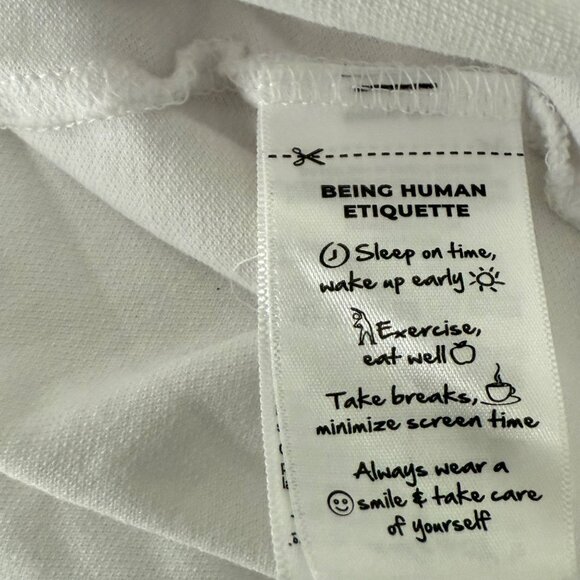 BEING HUMAN
ETIQUETTE
Sleep on time,
wake up early
Exercise,
eat well
Take breaks,
minimize screen time
Always wear a
smile & take care
of yourself